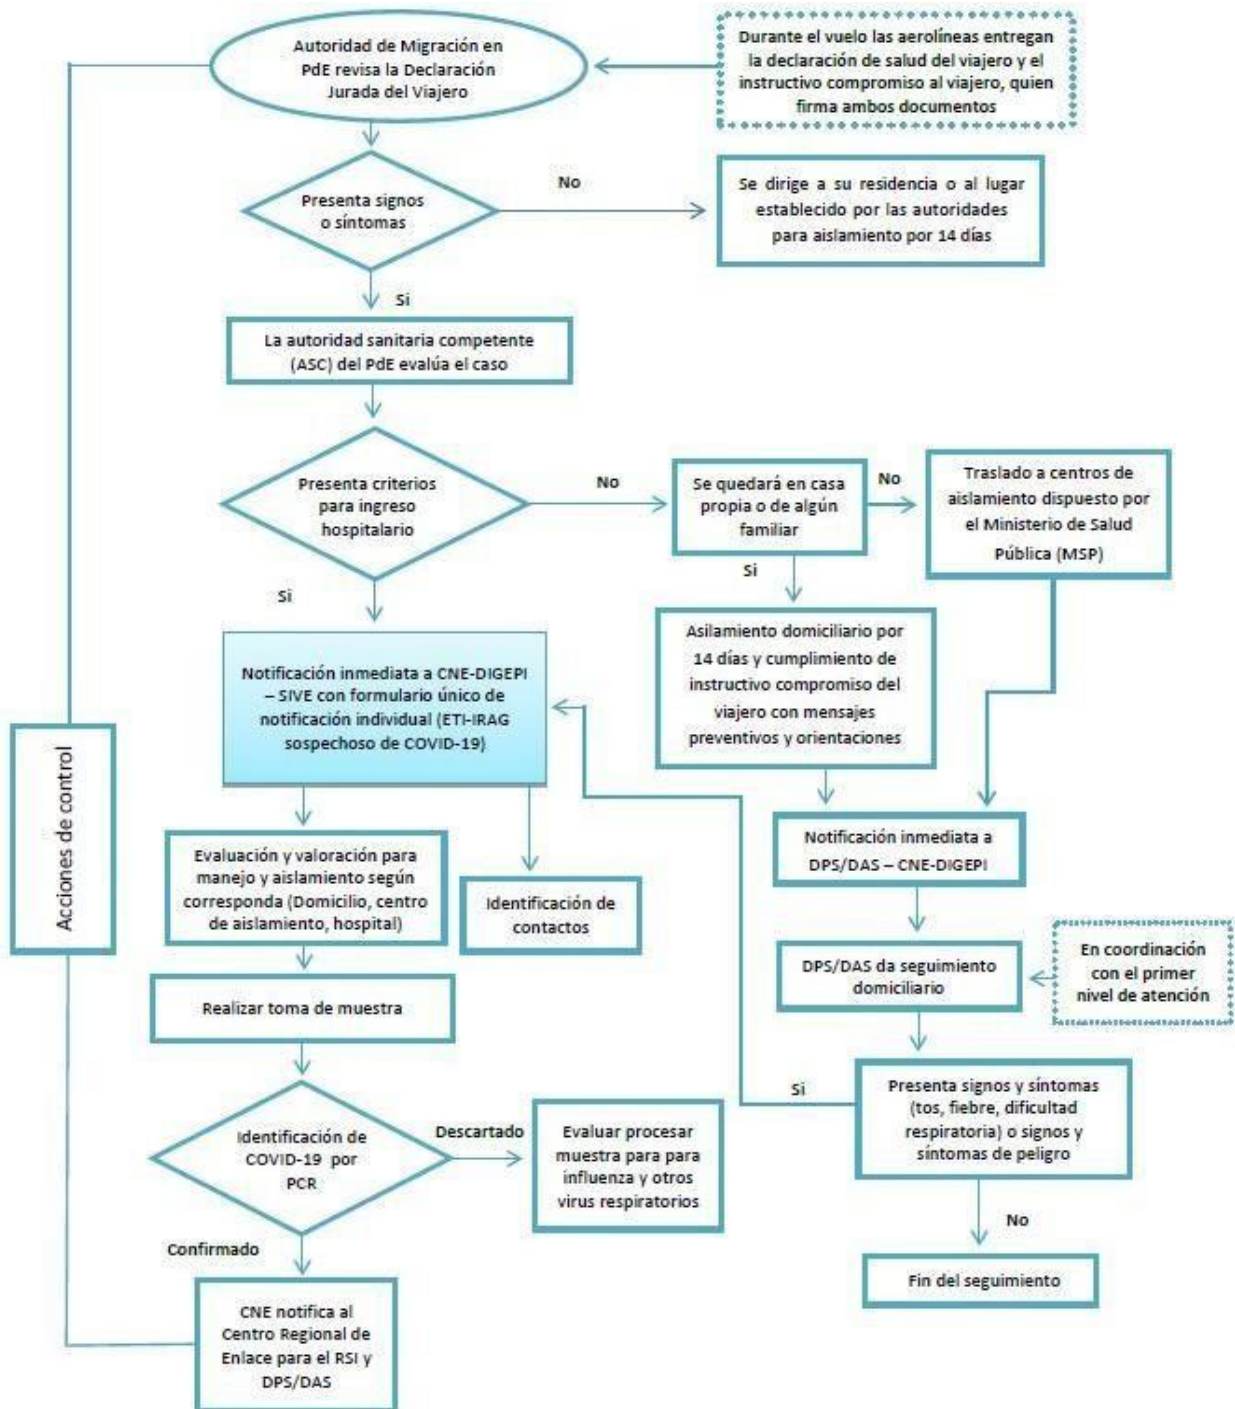 Autoridad de Migración en
PdE revisa la Declaración
Jurada del Viajero
Durante el vuelo las aerolíneas entregan
la declaración de salud del viajero y el
instructivo compromiso al viajero, quien
firma ambos documentos
Presenta signos
o síntomas
No
Se dirige a su residencia o al lugar
establecido por las autoridades
para aislamiento por 14 días
Si
La autoridad sanitaria competente
(ASC) del PdE evalúa el caso
Presenta criterios
para ingreso
hospitalario
No
Se quedará en casa
propia o de algún
familiar
No
Traslado a centros de
aislamiento dispuesto por
el Ministerio de Salud
Pública (MSP)
Si
Si
Asilamiento domiciliario por
14 días y cumplimiento de
instructivo compromiso del
viajero con mensajes
preventivos y orientaciones
Notificación inmediata a CNE-DIGEPI
– SIVE con formulario único de
notificación individual (ETI-IRAG
sospechoso de COVID-19)
Acciones de control
Evaluación y valoración para
manejo y aislamiento según
corresponda (Domicilio, centro
de aislamiento, hospital)
Identificación de
contactos
Notificación inmediata a
DPS/DAS – CNE-DIGEPI
DPS/DAS da seguimiento
domiciliario
En coordinación
con el primer
nivel de atención
Realizar toma de muestra
Si
Presenta signos y síntomas
(tos, fiebre, dificultad
respiratoria) o signos y
síntomas de peligro
Identificación de
COVID-19 por
PCR
Descartado
Evaluar procesar
muestra para para
influenza y otros
virus respiratorios
No
Fin del seguimiento
Confirmado
CNE notifica al
Centro Regional de
Enlace para el RSI y
DPS/DAS